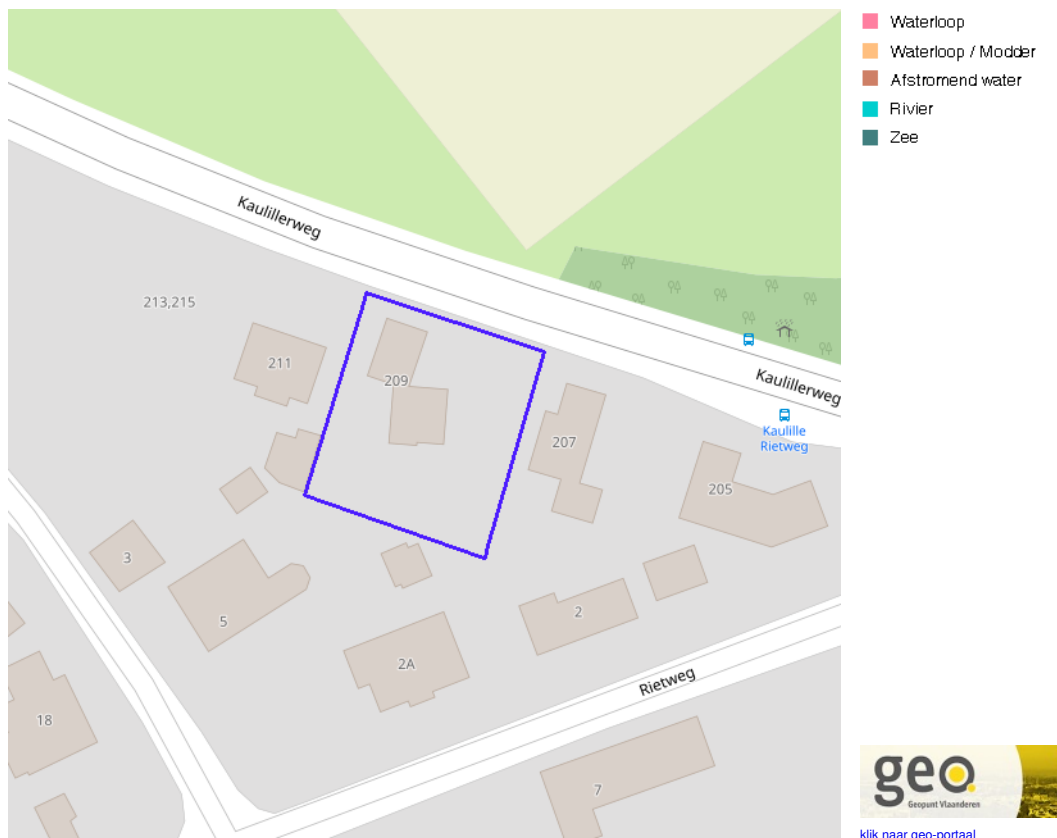 Waterloop
Waterloop / Modder
Afstromend water
Rivier
Zee
Kaulillerweg
213,215
211
209
Kaulillerweg
Kaulille
Rietweg
207
205
3
5
2
2A
Rietweg
18
7
geo.
Geopunt Vlaanderen
klik naar geo-portaal